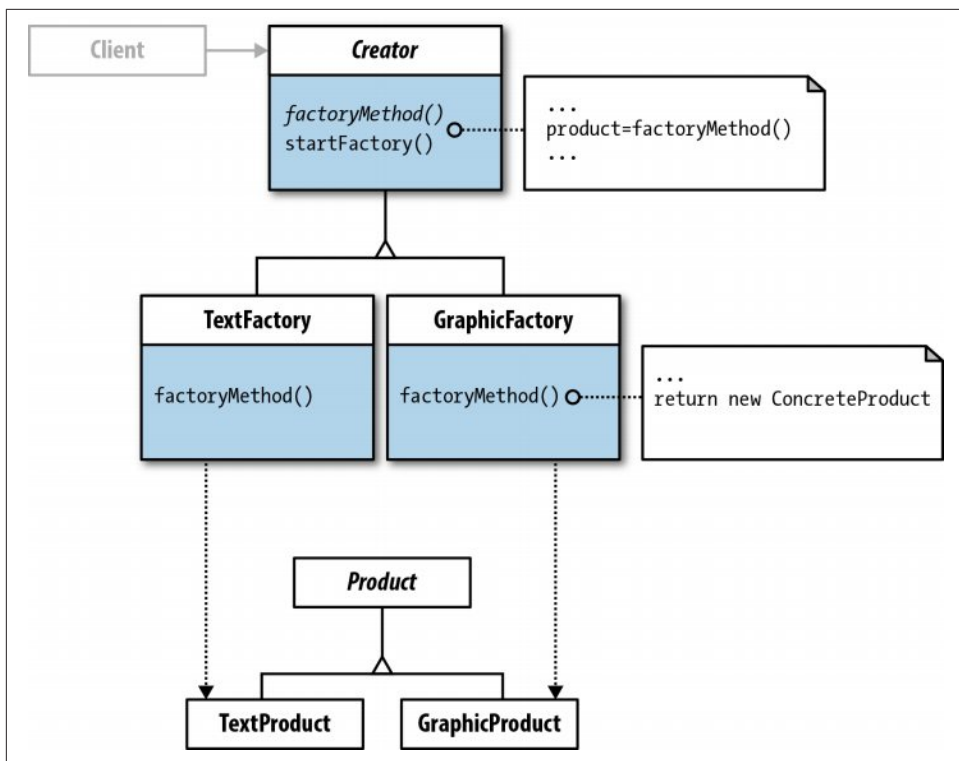 Client
Creator
factoryMethod()
startFactory()
...
product=factoryMethod()
...
TextFactory
factoryMethod()
GraphicFactory
factoryMethod()
...
return new ConcreteProduct
Product
TextProduct
GraphicProduct